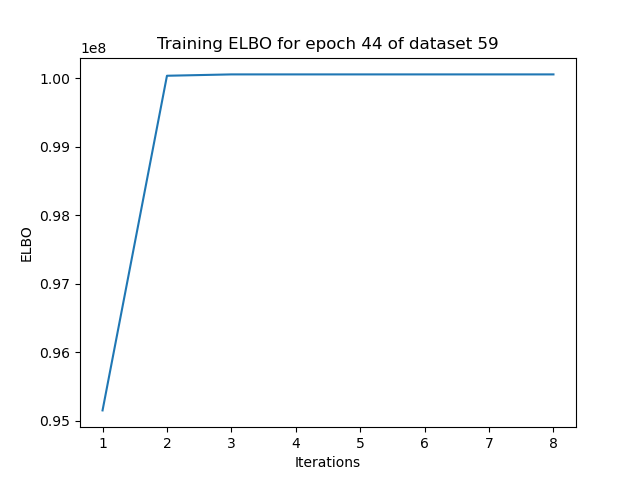 Training ELBO for epoch 44 of dataset 59
1e8
1.00
0.99
0.98
0.97
0.96
0.95
ELBO
1 2 3 4 5 6 7 8
Iterations